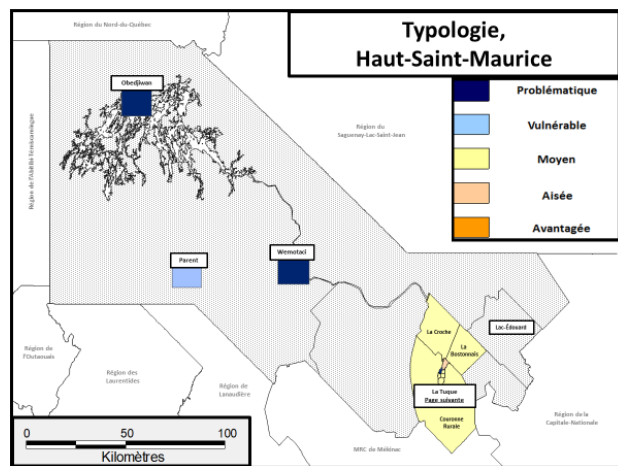 Région du Nord-du-Québec
Typologie,
Haut-Saint-Maurice
Obedjiwan
Problématique
Vulnérable
Moyen
Aisée
Avantagée
Région de l'Abitibi-Témiscamingue
Région du
Saguenay-Lac-Saint-Jean
Parent
Wemotaci
La Croche
Lac-Édouard
La
Bostonnais
Région de
l'Outaouais
Région des
Laurentides
Région de
Lanaudière
La Tuque
Page suivante
Couronne
Rurale
Région de la
Capitale-Nationale
MRC de Mékinac
0 50 100
Kilomètres